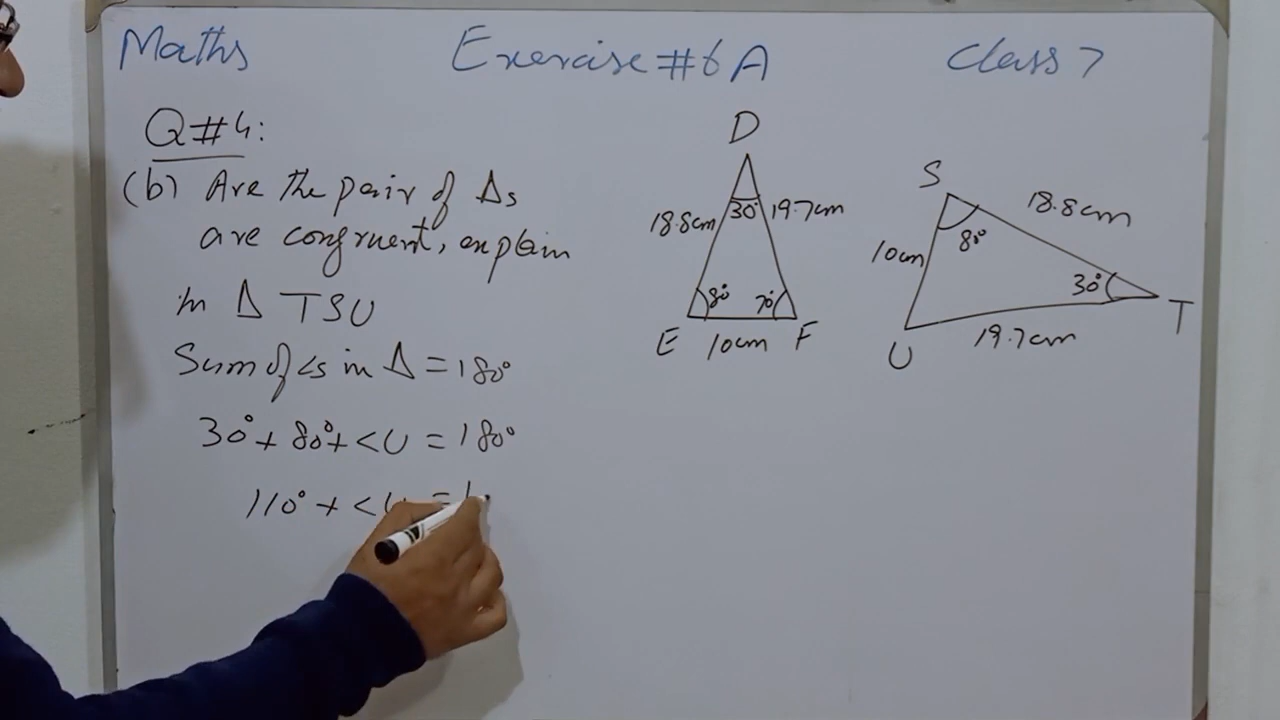 Maths Exercise #6A Class 7
Q#4:
(b) Are the pair of Δs
are congruent, explain
in Δ TSU
Sum of <s in Δ = 180°
30° + 80° + <U = 180°
110° + <U = 1
D
30°
18.8cm
19.7cm
80°
70°
E 10cm F
S
18.8cm
80°
10cm
30°
T
U
19.7cm